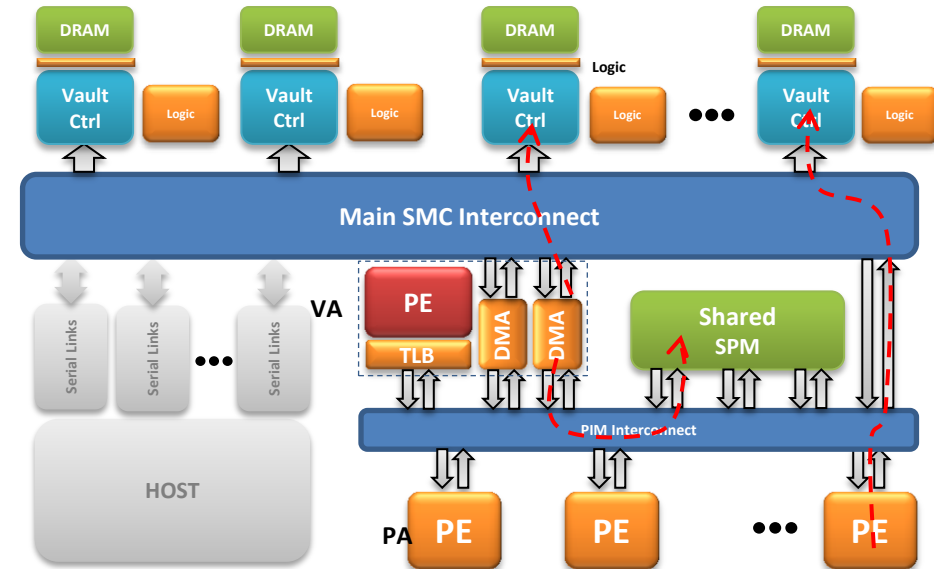 DRAM
DRAM
DRAM
DRAM
Logic
Vault
Ctrl
Logic
Vault
Ctrl
Logic
Vault
Ctrl
Logic
Vault
Ctrl
Logic
Main SMC Interconnect
VA
PE
TLB
DMA
DMA
Shared
SPM
Serial Links
Serial Links
Serial Links
PIM Interconnect
HOST
PA
PE
PE
PE